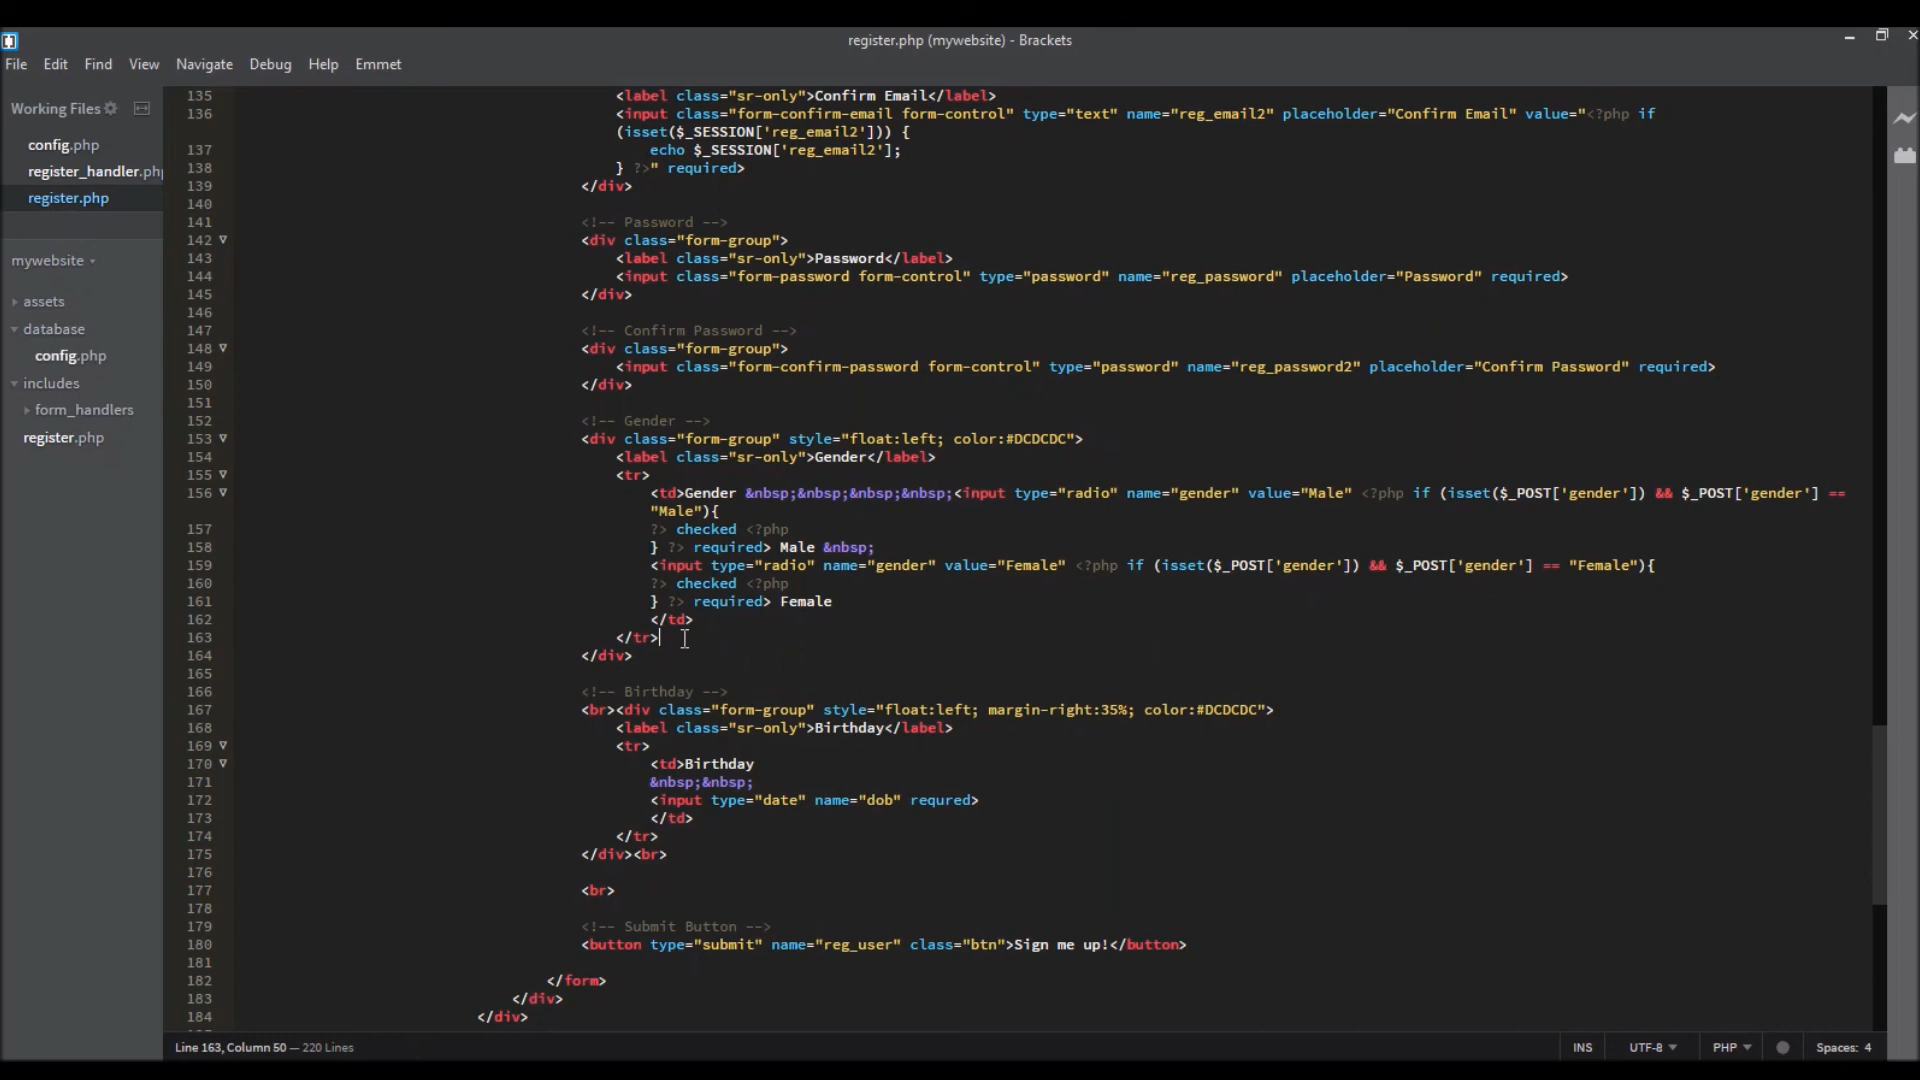 register.php (mywebsite) - Brackets
File Edit Find View Navigate Debug Help Emmet
Working Files
config.php
register_handler.php
register.php
mywebsite
assets
database
config.php
includes
form_handlers
register.php
135 <label class="sr-only">Confirm Email</label>
136 <input class="form-confirm-email form-control" type="text" name="reg_email2" placeholder="Confirm Email" value="<?php if
(isset($_SESSION['reg_email2'])) {
137 echo $_SESSION['reg_email2'];
138 } ?>" required>
139 </div>
140
141 <!-- Password -->
142 <div class="form-group">
143 <label class="sr-only">Password</label>
144 <input class="form-password form-control" type="password" name="reg_password" placeholder="Password" required>
145 </div>
146
147 <!-- Confirm Password -->
148 <div class="form-group">
149 <input class="form-confirm-password form-control" type="password" name="reg_password2" placeholder="Confirm Password" required>
150 </div>
151
152 <!-- Gender -->
153 <div class="form-group" style="float:left; color:#DCDCDC">
154 <label class="sr-only">Gender</label>
155 <tr>
156 <td>Gender &nbsp;&nbsp;&nbsp;&nbsp;<input type="radio" name="gender" value="Male" <?php if (isset($_POST['gender']) && $_POST['gender'] ==
"Male"){
157 ?> checked <?php
158 } ?> required> Male &nbsp;
159 <input type="radio" name="gender" value="Female" <?php if (isset($_POST['gender']) && $_POST['gender'] == "Female"){
160 ?> checked <?php
161 } ?> required> Female
162 </td>
163 </tr>
164 </div>
165
166 <!-- Birthday -->
167 <br><div class="form-group" style="float:left; margin-right:35%; color:#DCDCDC">
168 <label class="sr-only">Birthday</label>
169 <tr>
170 <td>Birthday
171 &nbsp;&nbsp;
172 <input type="date" name="dob" requred>
173 </td>
174 </tr>
175 </div><br>
176
177 <br>
178
179 <!-- Submit Button -->
180 <button type="submit" name="reg_user" class="btn">Sign me up!</button>
181
182 </form>
183 </div>
184 </div>
Line 163, Column 50 — 220 Lines
INS UTF-8 PHP Spaces: 4